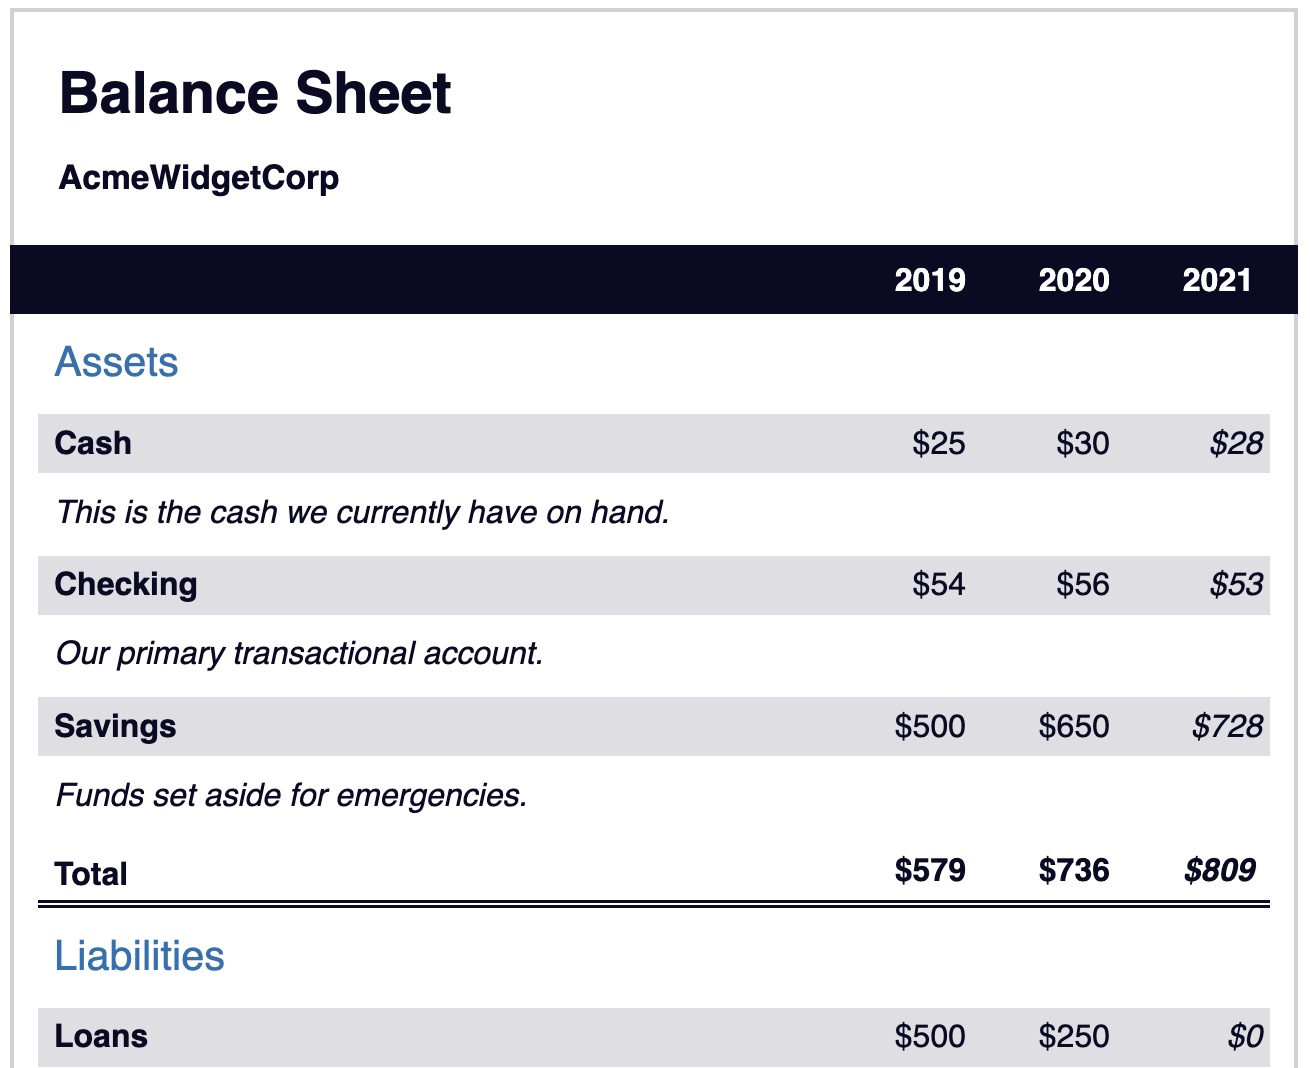 Balance Sheet
AcmeWidgetCorp
2019 2020 2021
Assets
Cash $25 $30 $28
This is the cash we currently have on hand.
Checking $54 $56 $53
Our primary transactional account.
Savings $500 $650 $728
Funds set aside for emergencies.
Total $579 $736 $809
Liabilities
Loans $500 $250 $0